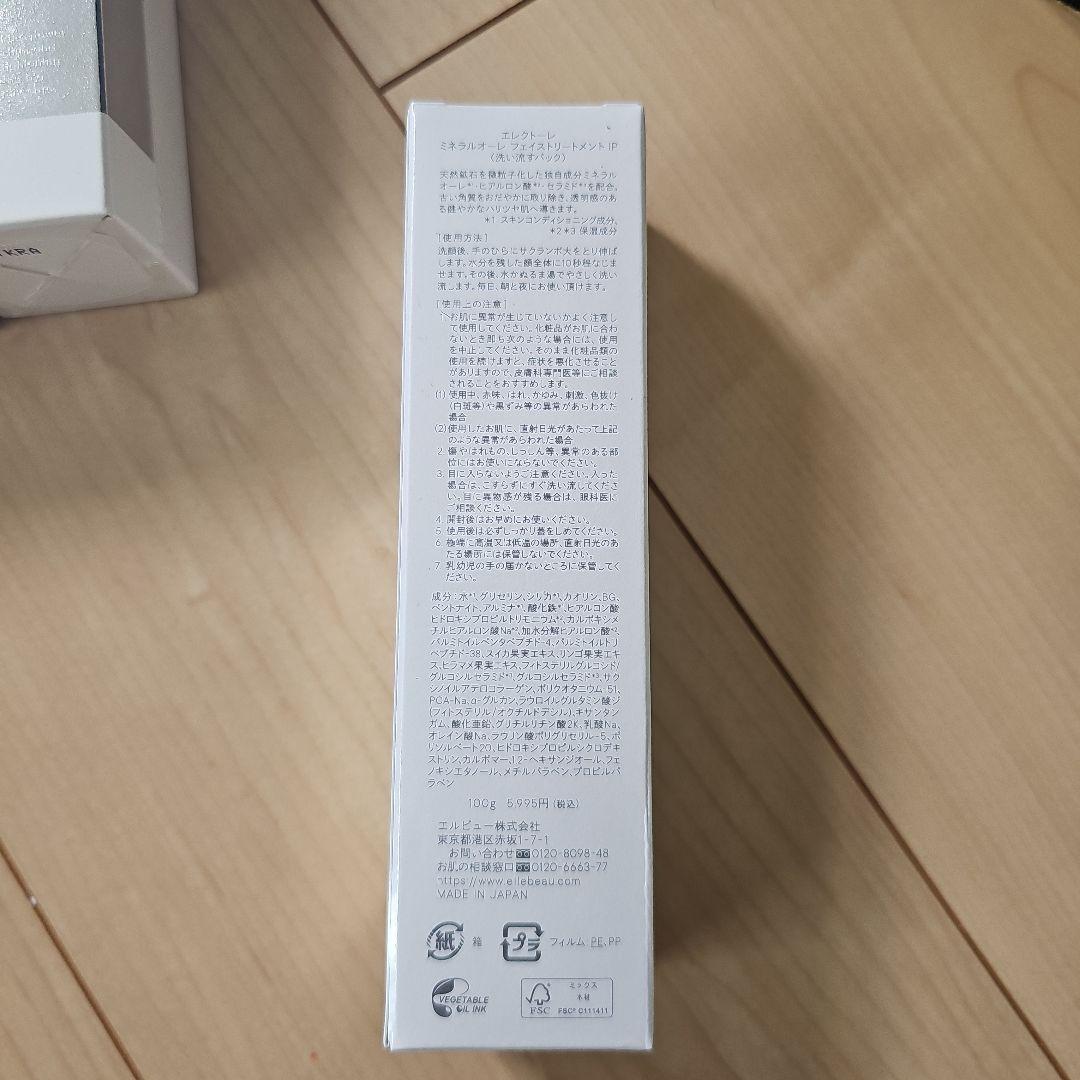 エレクトーレ
ミネラルオーレ フェイストリートメント IP
(洗い流すパック)
天然鉱石を微粒子化した独自成分ミネラル
オーレ*1・ヒアルロン酸*2・セラミド*3を配合。
古い角質をおだやかに取り除き、透明感のあ
る健やかなハリツヤ肌へ導きます。
*1 スキンコンディショニング成分、
*2 *3 保湿成分
[使用方法]
洗顔後、手のひらにサクランボ大をとり伸ば
します。水分を残した顔全体に10秒程なじま
せます。その後、水かぬるま湯でやさしく洗い
流します。毎日、朝と夜にお使い頂けます。
[使用上の注意]
1. お肌に異常が生じていないかよく注意し
て使用してください。化粧品がお肌に合わ
ないとき即ち次のような場合には、使用
を中止してください。そのまま化粧品類の
使用を続けますと、症状を悪化させること
がありますので、皮膚科専門医等にご相談
されることをおすすめします。
(1) 使用中、赤味、はれ、かゆみ、刺激、色抜け
(白斑等)や黒ずみ等の異常があらわれた
場合
(2) 使用したお肌に、直射日光があたって上記
のような異常があらわれた場合
2. 傷やはれもの、しっしん等、異常のある部
位にはお使いにならないでください。
3. 目に入らないようご注意ください。入った
場合は、こすらずにすぐ洗い流してくださ
い。目に異物感が残る場合は、眼科医に
ご相談ください。
4. 開封後はお早めにお使いください。
5. 使用後は必ずしっかり蓋をしめてください。
6. 極端に高温又は低温の場所、直射日光のあ
たる場所には保管しないでください。
7. 乳幼児の手の届かないところに保管してく
ださい。
成分:水*1、グリセリン、シリカ*1、カオリン、BG、
ベントナイト、アルミナ*1、酸化鉄*1、ヒアルロン酸
ヒドロキシプロピルトリモニウム*2、カルボキシメ
チルヒアルロン酸Na*2、加水分解ヒアルロン酸*2、
パルミトイルペンタペプチド-4、パルミトイルトリ
ペプチド-38、スイカ果実エキス、リンゴ果実エキ
ス、ヒラマメ果実エキス、フィトステリルグルコシド/
グルコシルセラミド*3、グルコシルセラミド*3、サク
シノイルアテロコラーゲン、ポリクオタニウム-51、
PCA-Na、α-グルカン、ラウロイルグルタミン酸ジ
(フィトステリル/オクチルドデシル)、キサンタン
ガム、酸化亜鉛、グリチルリチン酸2K、乳酸Na、
オレイン酸Na、ラウリン酸ポリグリセリル-5、ポ
リソルベート20、ヒドロキシプロピルシクロデキ
ストリン、カルボマー、1,2-ヘキサンジオール、フェ
ノキシエタノール、メチルパラベン、プロピルパ
ラベン
100g 5,995円(税込)
エルビュー株式会社
東京都港区赤坂1-7-1
お問い合わせ 0120-8098-48
お肌の相談窓口 0120-6663-77
https://www.ellebeau.com
MADE IN JAPAN
紙 箱 プラ フィルム: PE、PP
VEGETABLE
OIL INK
ミックス
木材
FSC FSC® C111411
KRA